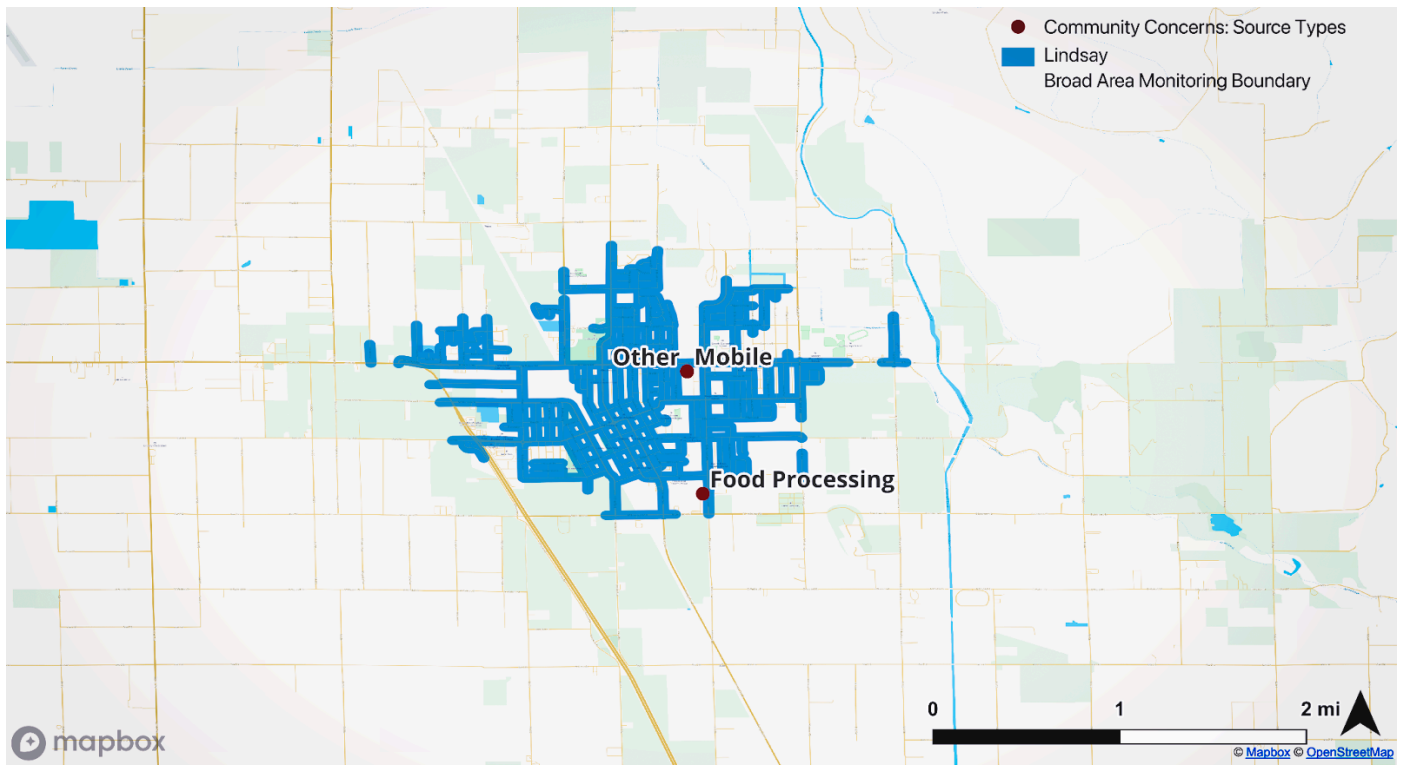 Community Concerns: Source Types
Lindsay
Broad Area Monitoring Boundary
Other Mobile
Food Processing
0 1 2 mi
mapbox
© Mapbox © OpenStreetMap